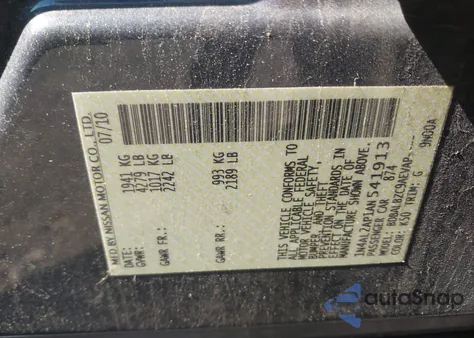 MFD BY NISSAN MOTOR CO., LTD.
DATE: 07/10
GVWR: 1941 KG
4279 LB
GAWR FR: 1017 KG
2242 LB
GAWR RR: 993 KG
2189 LB
THIS VEHICLE CONFORMS TO
ALL APPLICABLE FEDERAL
MOTOR VEHICLE SAFETY,
BUMPER, AND THEFT
PREVENTION STANDARDS IN
EFFECT ON THE DATE OF
MANUFACTURE SHOWN ABOVE.
541913
PASSENGER CAR
MODEL:
COLOR: TRIM: G
autoSnap